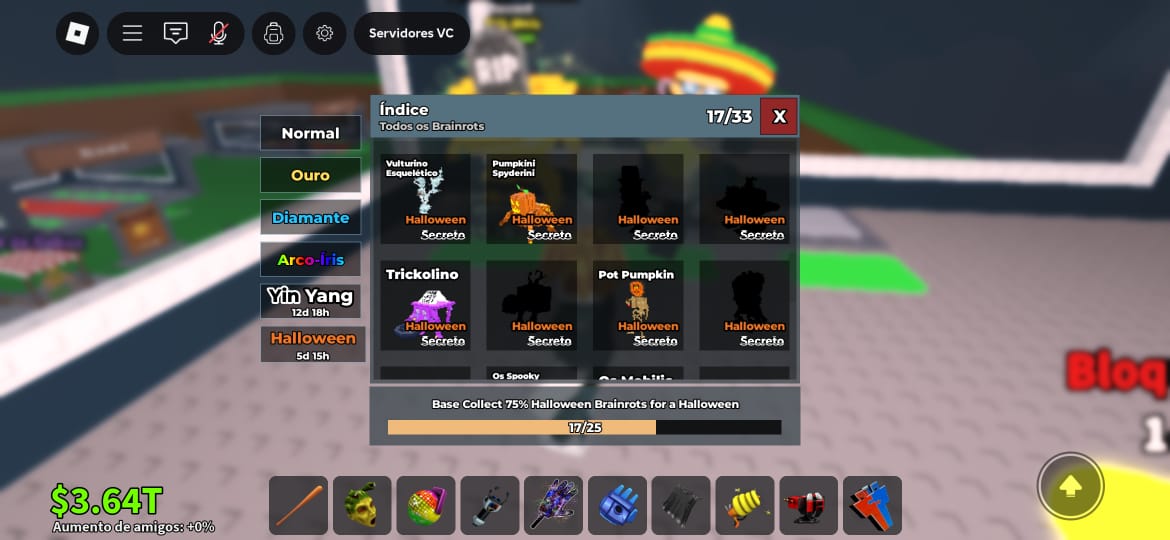 Servidores VC
RIP
Índice
Todos os Brainrots
17/33
X
Normal
Ouro
Diamante
Arco-Íris
Yin Yang
12d 18h
Halloween
5d 15h
Vulturino
Esquelético
Halloween
Secreto
Pumpkini
Spyderini
Halloween
Secreto
Halloween
Secreto
Halloween
Secreto
Trickolino
Halloween
Secreto
Halloween
Secreto
Pot Pumpkin
Halloween
Secreto
Halloween
Secreto
Os Spooky
Base Collect 75% Halloween Brainrots for a Halloween
17/25
Bloq
1
$3.64T
Aumento de amigos: +0%